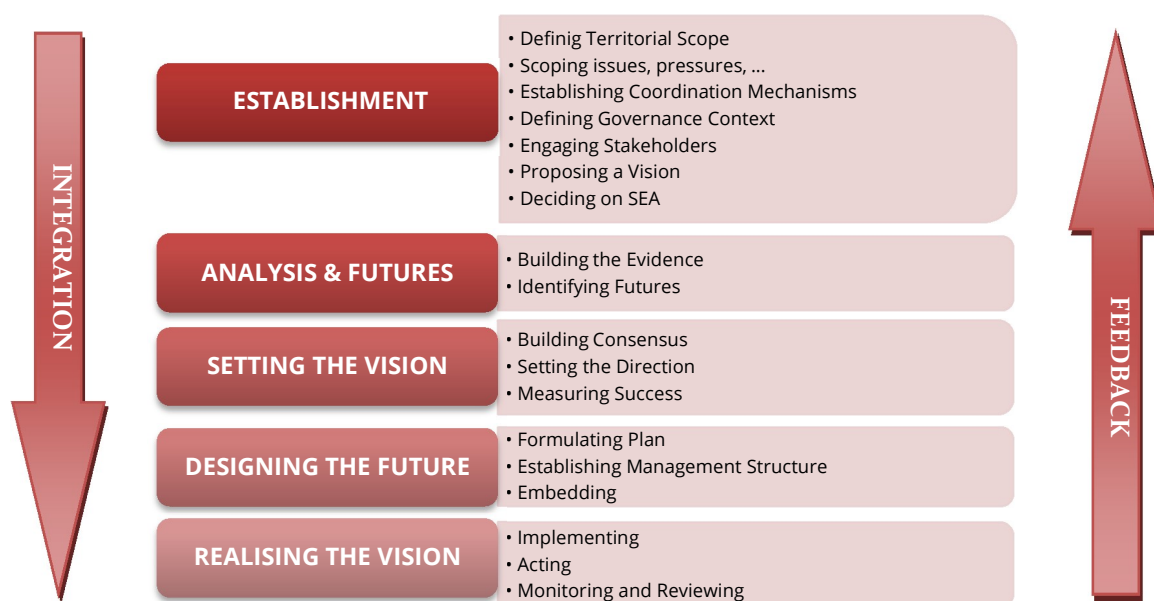 INTEGRATION
ESTABLISHMENT
• Definig Territorial Scope
• Scoping issues, pressures, ...
• Establishing Coordination Mechanisms
• Defining Governance Context
• Engaging Stakeholders
• Proposing a Vision
• Deciding on SEA
ANALYSIS & FUTURES
• Building the Evidence
• Identifying Futures
SETTING THE VISION
• Building Consensus
• Setting the Direction
• Measuring Success
DESIGNING THE FUTURE
• Formulating Plan
• Establishing Management Structure
• Embedding
REALISING THE VISION
• Implementing
• Acting
• Monitoring and Reviewing
FEEDBACK